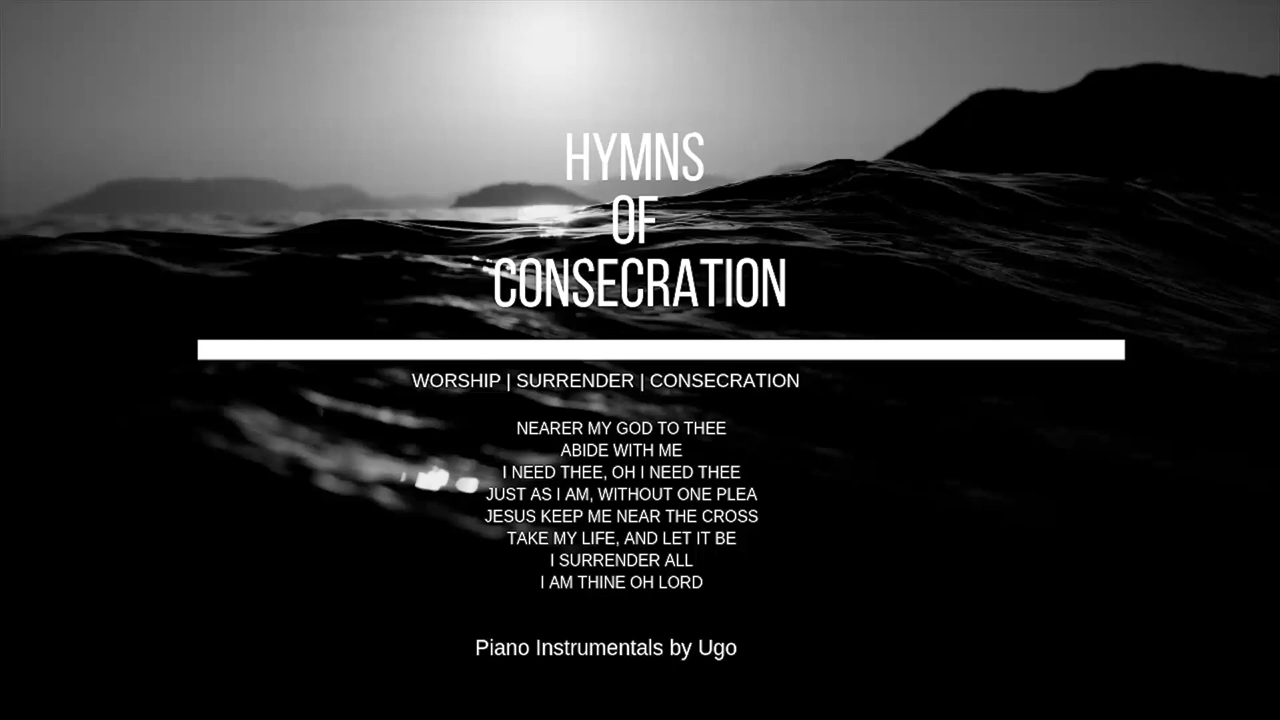 HYMNS
OF
CONSECRATION
WORSHIP | SURRENDER | CONSECRATION
NEARER MY GOD TO THEE
ABIDE WITH ME
I NEED THEE, OH I NEED THEE
JUST AS I AM, WITHOUT ONE PLEA
JESUS KEEP ME NEAR THE CROSS
TAKE MY LIFE, AND LET IT BE
I SURRENDER ALL
I AM THINE OH LORD
Piano Instrumentals by Ugo